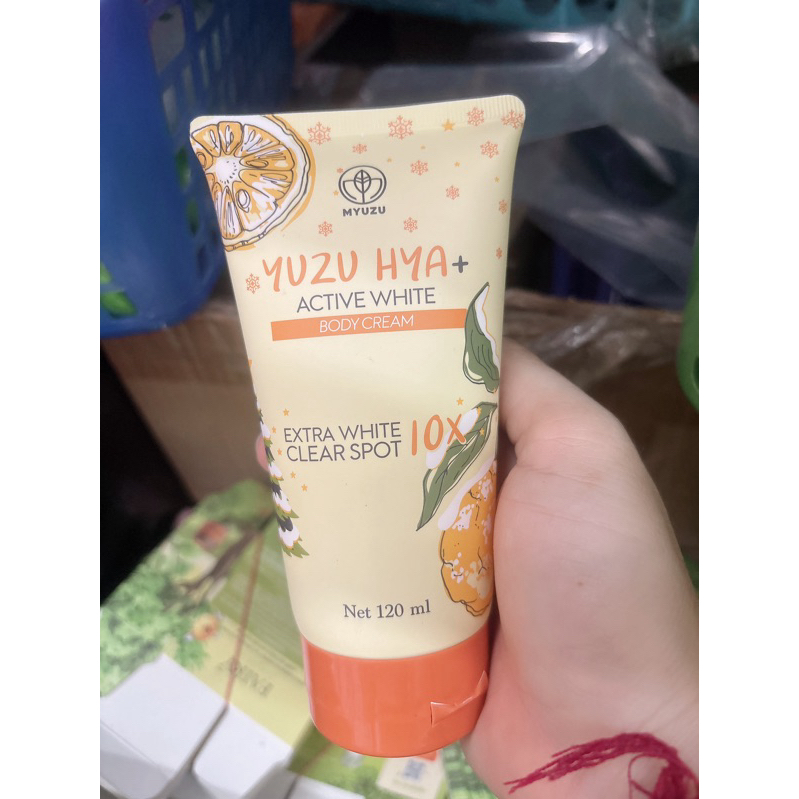 MYUZU
YUZU HYA+
ACTIVE WHITE
BODY CREAM
EXTRA WHITE 10X
CLEAR SPOT
Net 120 ml